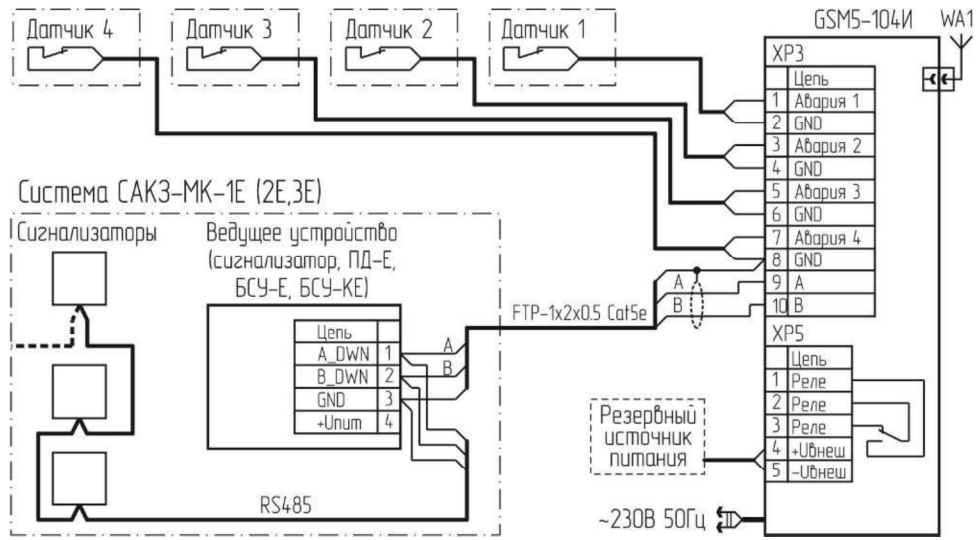 Датчик 4
Датчик 3
Датчик 2
Датчик 1
GSM5-104И
WA1
XP3
Цепь
1 Авария 1
2 GND
3 Авария 2
4 GND
5 Авария 3
6 GND
7 Авария 4
8 GND
9 A
10 B
Система САКЗ-МК-1Е (2Е,3Е)
Сигнализаторы
Ведущее устройство
(сигнализатор, ПД-Е,
БСУ-Е, БСУ-КЕ)
Цепь
A_DWN 1
B_DWN 2
GND 3
+Uпит 4
A
B
FTP-1x2x0.5 Cat5e
A
B
RS485
XP5
Цепь
1 Реле
2 Реле
3 Реле
4 +Uвнеш
5 -Uвнеш
Резервный
источник
питания
~230В 50Гц